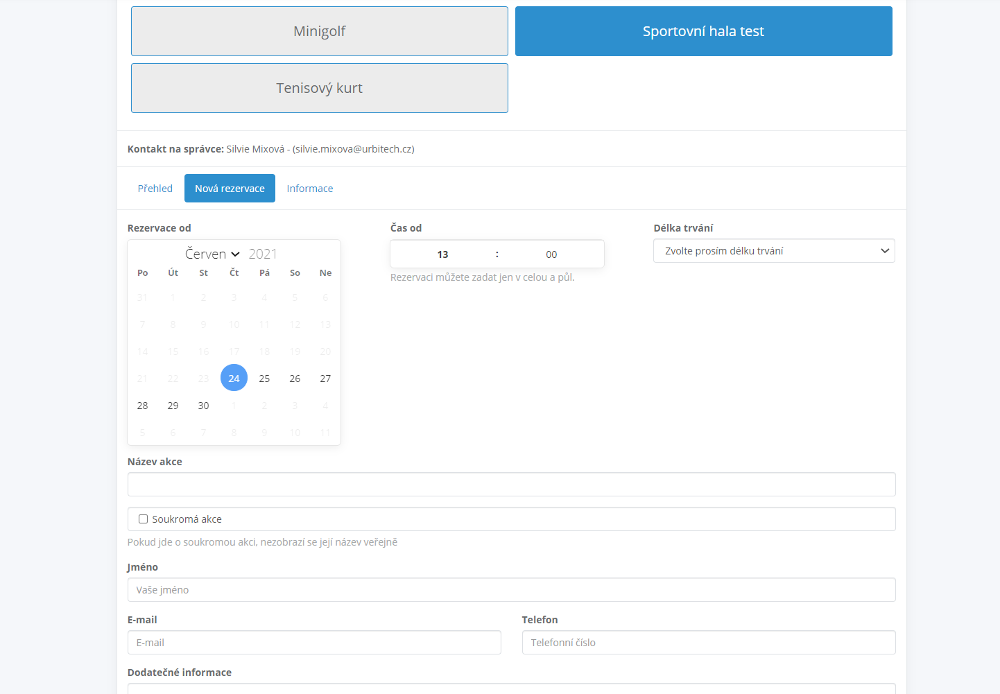 Minigolf
Sportovní hala test
Tenisový kurt
Kontakt na správce: Silvie Mixová - (silvie.mixova@urbitech.cz)
Přehled
Nová rezervace
Informace
Rezervace od
Červen 2021
Po Út St Čt Pá So Ne
31 1 2 3 4 5 6
7 8 9 10 11 12 13
14 15 16 17 18 19 20
21 22 23 24 25 26 27
28 29 30 1 2 3 4
5 6 7 8 9 10 11
Čas od
13 : 00
Rezervaci můžete zadat jen v celou a půl.
Délka trvání
Zvolte prosím délku trvání
Název akce
Soukromá akce
Pokud jde o soukromou akci, nezobrazí se její název veřejně
Jméno
Vaše jméno
E-mail
E-mail
Telefon
Telefonní číslo
Dodatečné informace